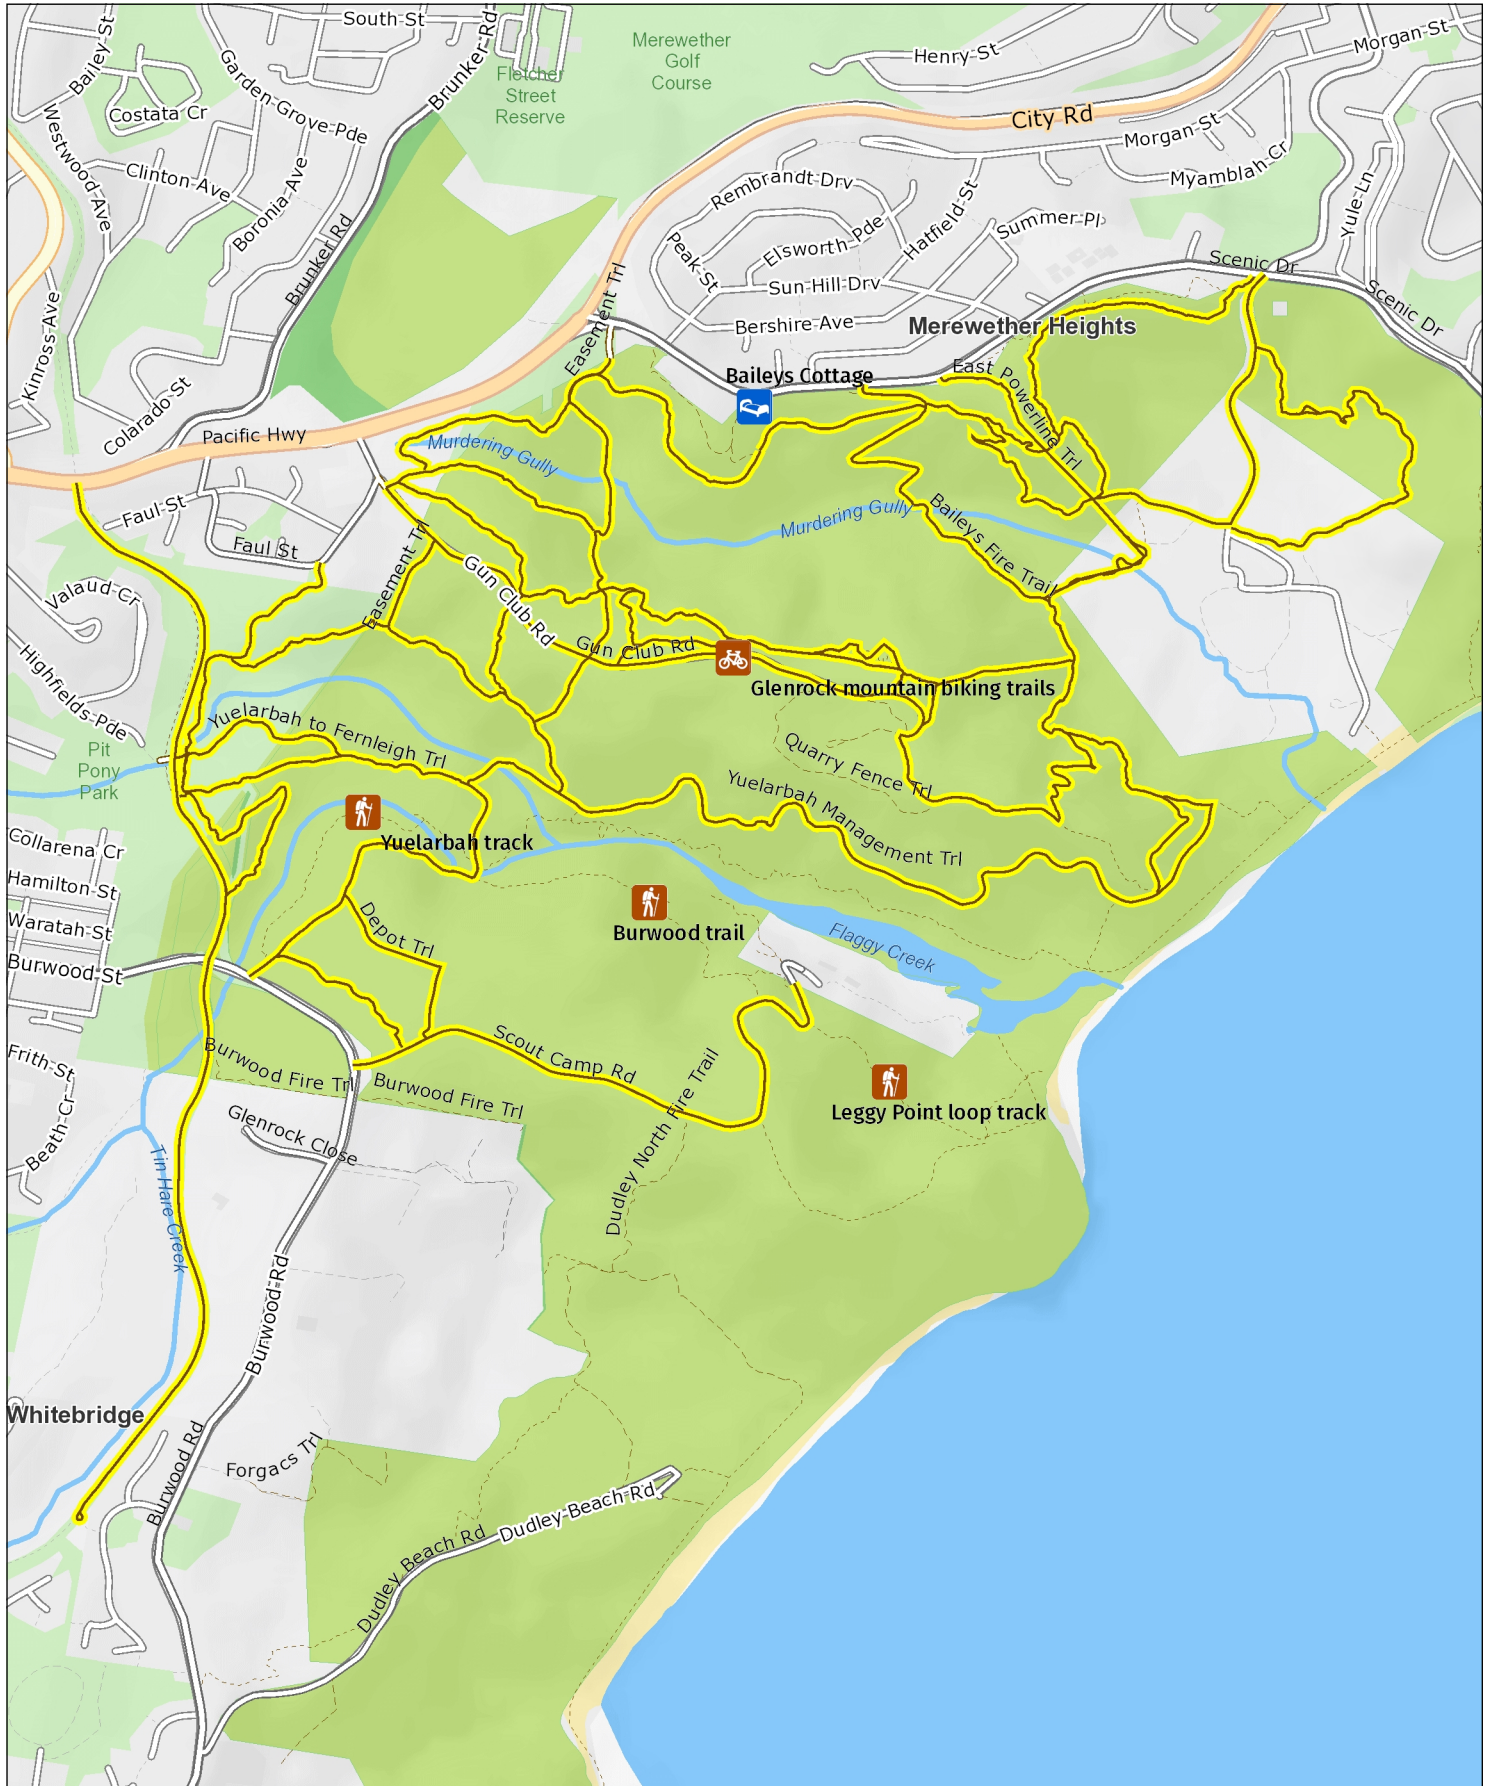 South St
Bailey St
Brunker Rd
Merewether
Golf
Course
Henry St
Morgan St
Fletcher
Street
Reserve
Costata Cr
Garden Grove Pde
City Rd
Morgan St
Westwood Ave
Clinton Ave
Boronia Ave
Rembrandt Drv
Myamblah Cr
Yule Ln
Hatfield St
Elsworth Pde
Summer Pl
Peak St
Brunker Rd
Scenic Dr
Scenic Dr
Easement Trl
Sun Hill Drv
Bershire Ave
Merewether Heights
Kinross Ave
Baileys Cottage
East Powerline Trl
Colarado St
Pacific Hwy
Murdering Gully
Murdering Gully
Faul St
Faul St
Baileys Fire Trail
Easement Trl
Gun Club Rd
Gun Club Rd
Valaud Cr
Highfields Pde
Glenrock mountain biking trails
Yuelarbah to Fernleigh Trl
Pit
Pony
Park
Quarry Fence Trl
Yuelarbah Management Trl
Yuelarbah track
Collarena Cr
Hamilton St
Waratah St
Burwood St
Depot Trl
Burwood trail
Flaggy Creek
Frith St
Beath Cr
Burwood Fire Trl
Burwood Fire Trl
Scout Camp Rd
Dudley North Fire Trail
Leggy Point loop track
Glenrock Close
Tin Hare Creek
Burwood Rd
Whitebridge
Burwood Rd
Forgacs Trl
Dudley Beach Rd
Dudley Beach Rd